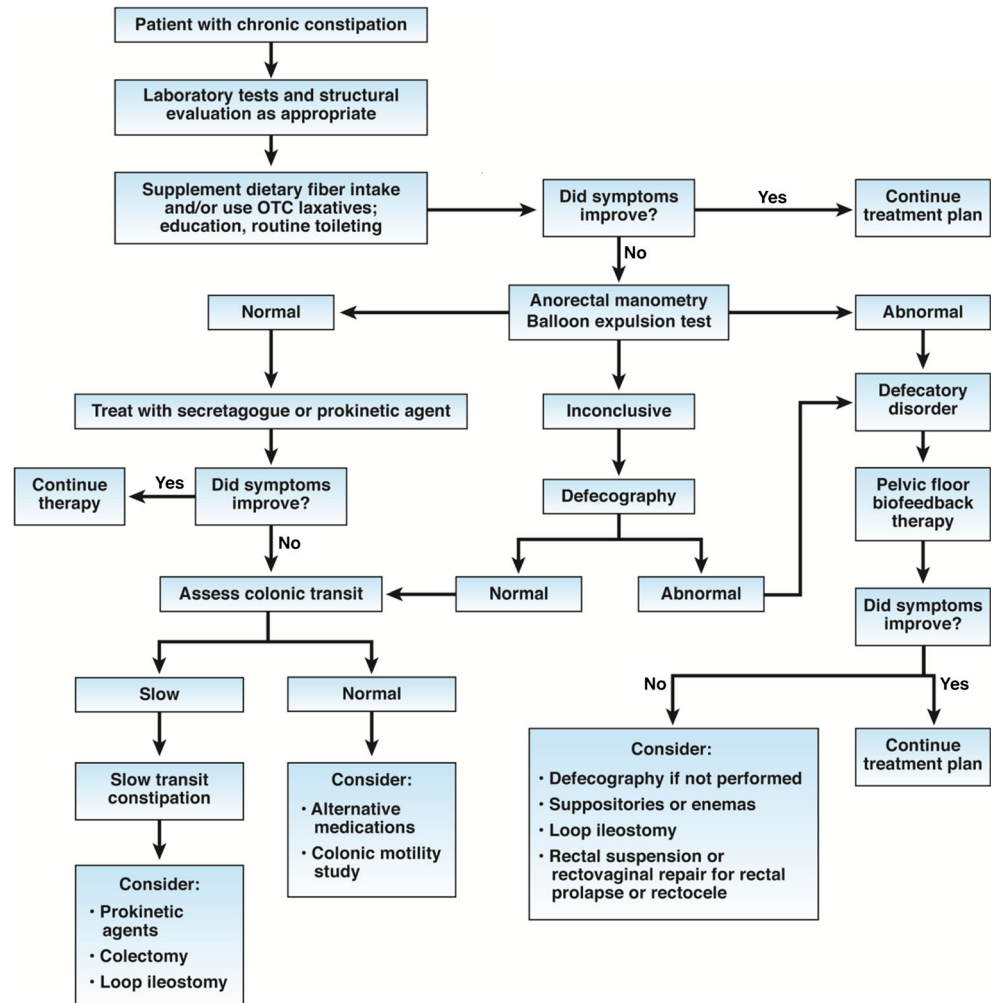 Patient with chronic constipation
Laboratory tests and structural
evaluation as appropriate
Supplement dietary fiber intake
and/or use OTC laxatives;
education, routine toileting
Did symptoms
improve?
Yes
Continue
treatment plan
No
Normal
Anorectal manometry
Balloon expulsion test
Abnormal
Treat with secretagogue or prokinetic agent
Inconclusive
Defecatory
disorder
Continue
therapy
Yes
Did symptoms
improve?
Defecography
Pelvic floor
biofeedback
therapy
No
Assess colonic transit
Normal
Abnormal
Did symptoms
improve?
No
Yes
Slow
Normal
Slow transit
constipation
Consider:
• Alternative
medications
• Colonic motility
study
Consider:
• Defecography if not performed
• Suppositories or enemas
• Loop ileostomy
• Rectal suspension or
rectovaginal repair for rectal
prolapse or rectocele
Continue
treatment plan
Consider:
• Prokinetic
agents
• Colectomy
• Loop ileostomy